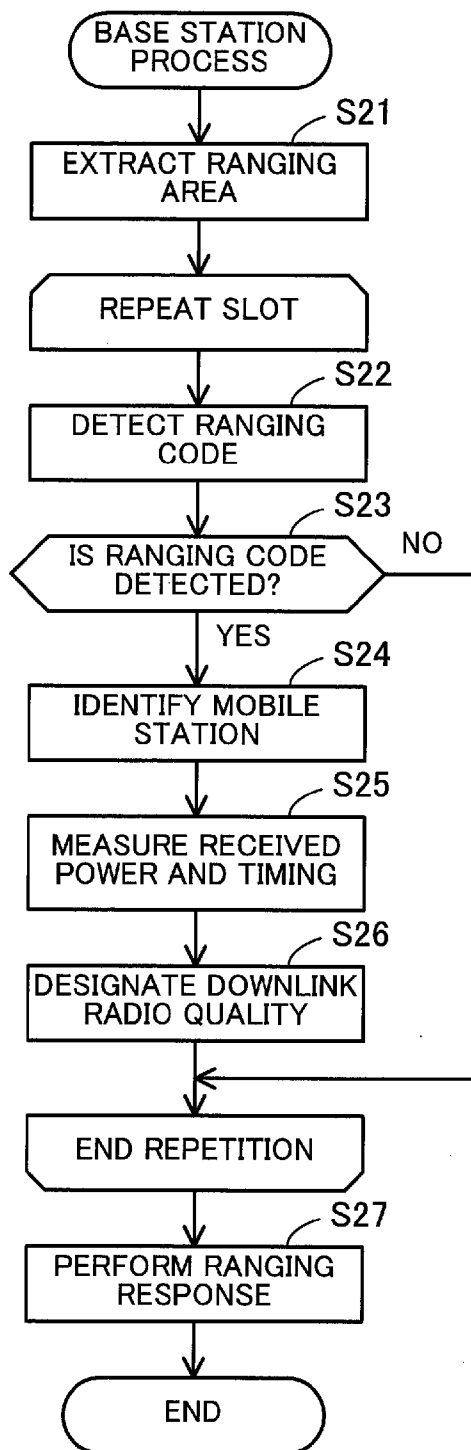 BASE STATION
PROCESS
S21
EXTRACT RANGING
AREA
REPEAT SLOT
S22
DETECT RANGING
CODE
S23
IS RANGING CODE
DETECTED?
NO
YES
S24
IDENTIFY MOBILE
STATION
S25
MEASURE RECEIVED
POWER AND TIMING
S26
DESIGNATE DOWNLINK
RADIO QUALITY
END REPETITION
S27
PERFORM RANGING
RESPONSE
END